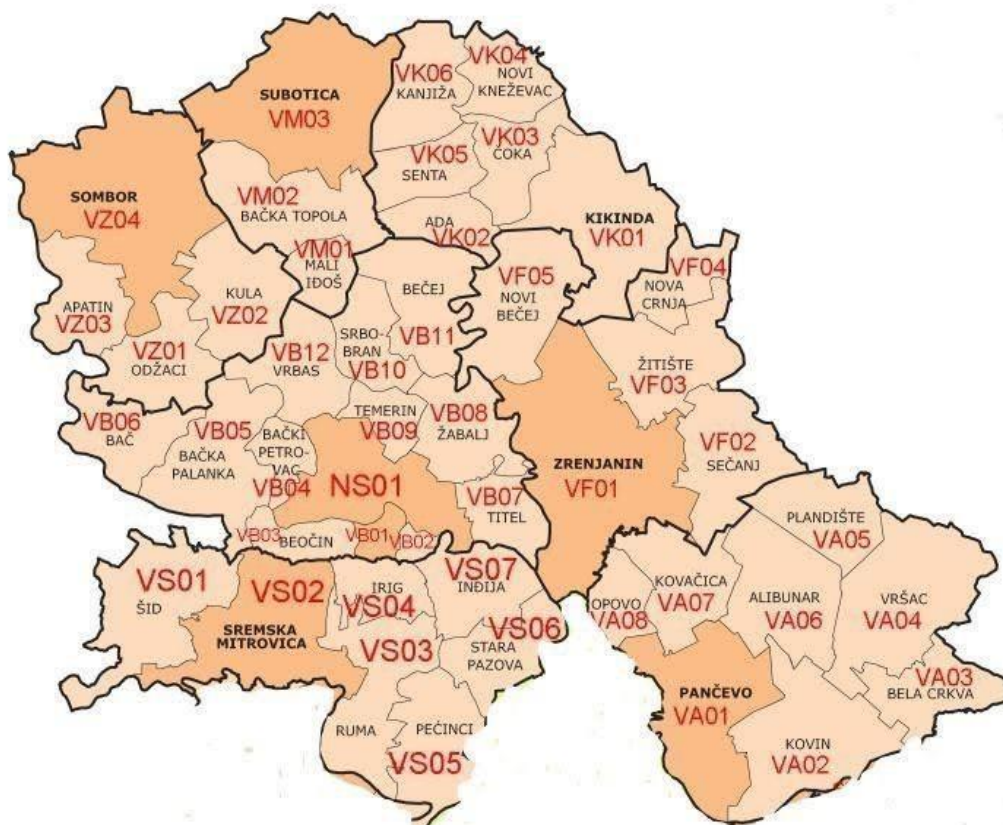 VK04
NOVI
KNEŽEVAC
VK06
KANJIŽA
SUBOTICA
VM03
VK03
ČOKA
VK05
SENTA
SOMBOR
VZ04
VM02
BAČKA TOPOLA
ADA
VK02
KIKINDA
VK01
VM01
MALI
IĐOŠ
VF05
NOVI
BEČEJ
VF04
NOVA
CRNJA
APATIN
VZ03
KULA
VZ02
BEČEJ
VB11
SRBO-
BRAN
VB10
VZ01
ODŽACI
VB12
VRBAS
ŽITIŠTE
VF03
VB06
BAČ
VB05
BAČKA
PALANKA
BAČKI
PETRO-
VAC
VB04
TEMERIN
VB09
VB08
ŽABALJ
VF02
SEČANJ
ZRENJANIN
VF01
NS01
VB07
TITEL
PLANDIŠTE
VA05
VB03
BEOČIN
VB01
VB02
VS01
ŠID
VS02
SREMSKA
MITROVICA
IRIG
VS04
VS07
INĐIJA
VS03
VS06
STARA
PAZOVA
OPOVO
VA08
KOVAČICA
VA07
ALIBUNAR
VA06
VRŠAC
VA04
VA03
BELA CRKVA
PANČEVO
VA01
RUMA
PEĆINCI
VS05
KOVIN
VA02